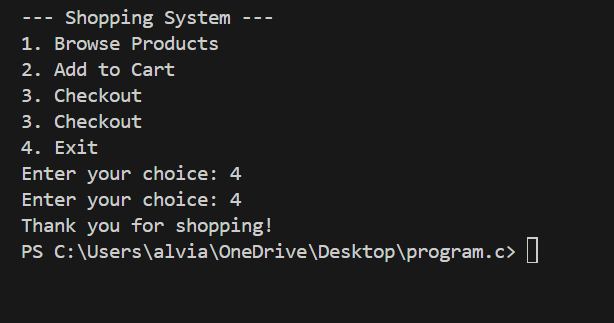 --- Shopping System ---
1. Browse Products
2. Add to Cart
3. Checkout
3. Checkout
4. Exit
Enter your choice: 4
Enter your choice: 4
Thank you for shopping!
PS C:\Users\alvia\OneDrive\Desktop\program.c>